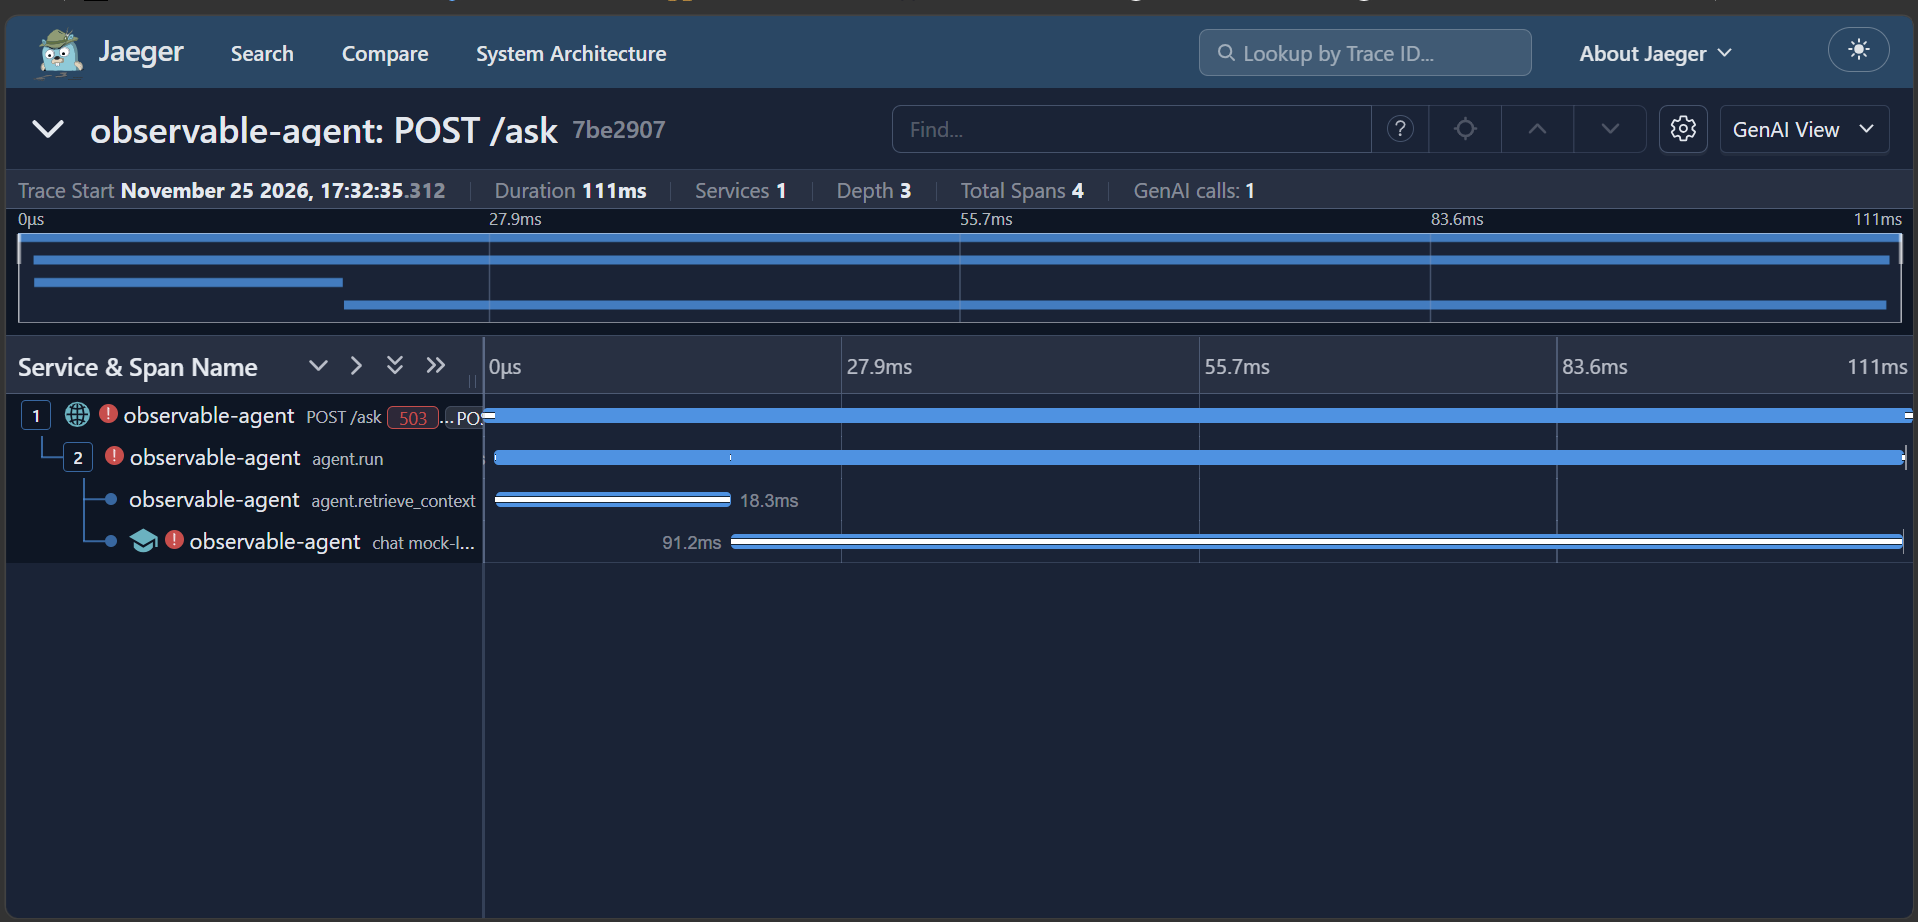 Jaeger Search Compare System Architecture Lookup by Trace ID... About Jaeger
observable-agent: POST /ask 7be2907 Find... ? GenAI View
Trace Start November 25 2026, 17:32:35.312 Duration 111ms Services 1 Depth 3 Total Spans 4 GenAI calls: 1
0μs 27.9ms 55.7ms 83.6ms 111ms
Service & Span Name 0μs 27.9ms 55.7ms 83.6ms 111ms
1 observable-agent POST /ask 503 ...PO
2 observable-agent agent.run
observable-agent agent.retrieve_context 18.3ms
observable-agent chat mock-l... 91.2ms